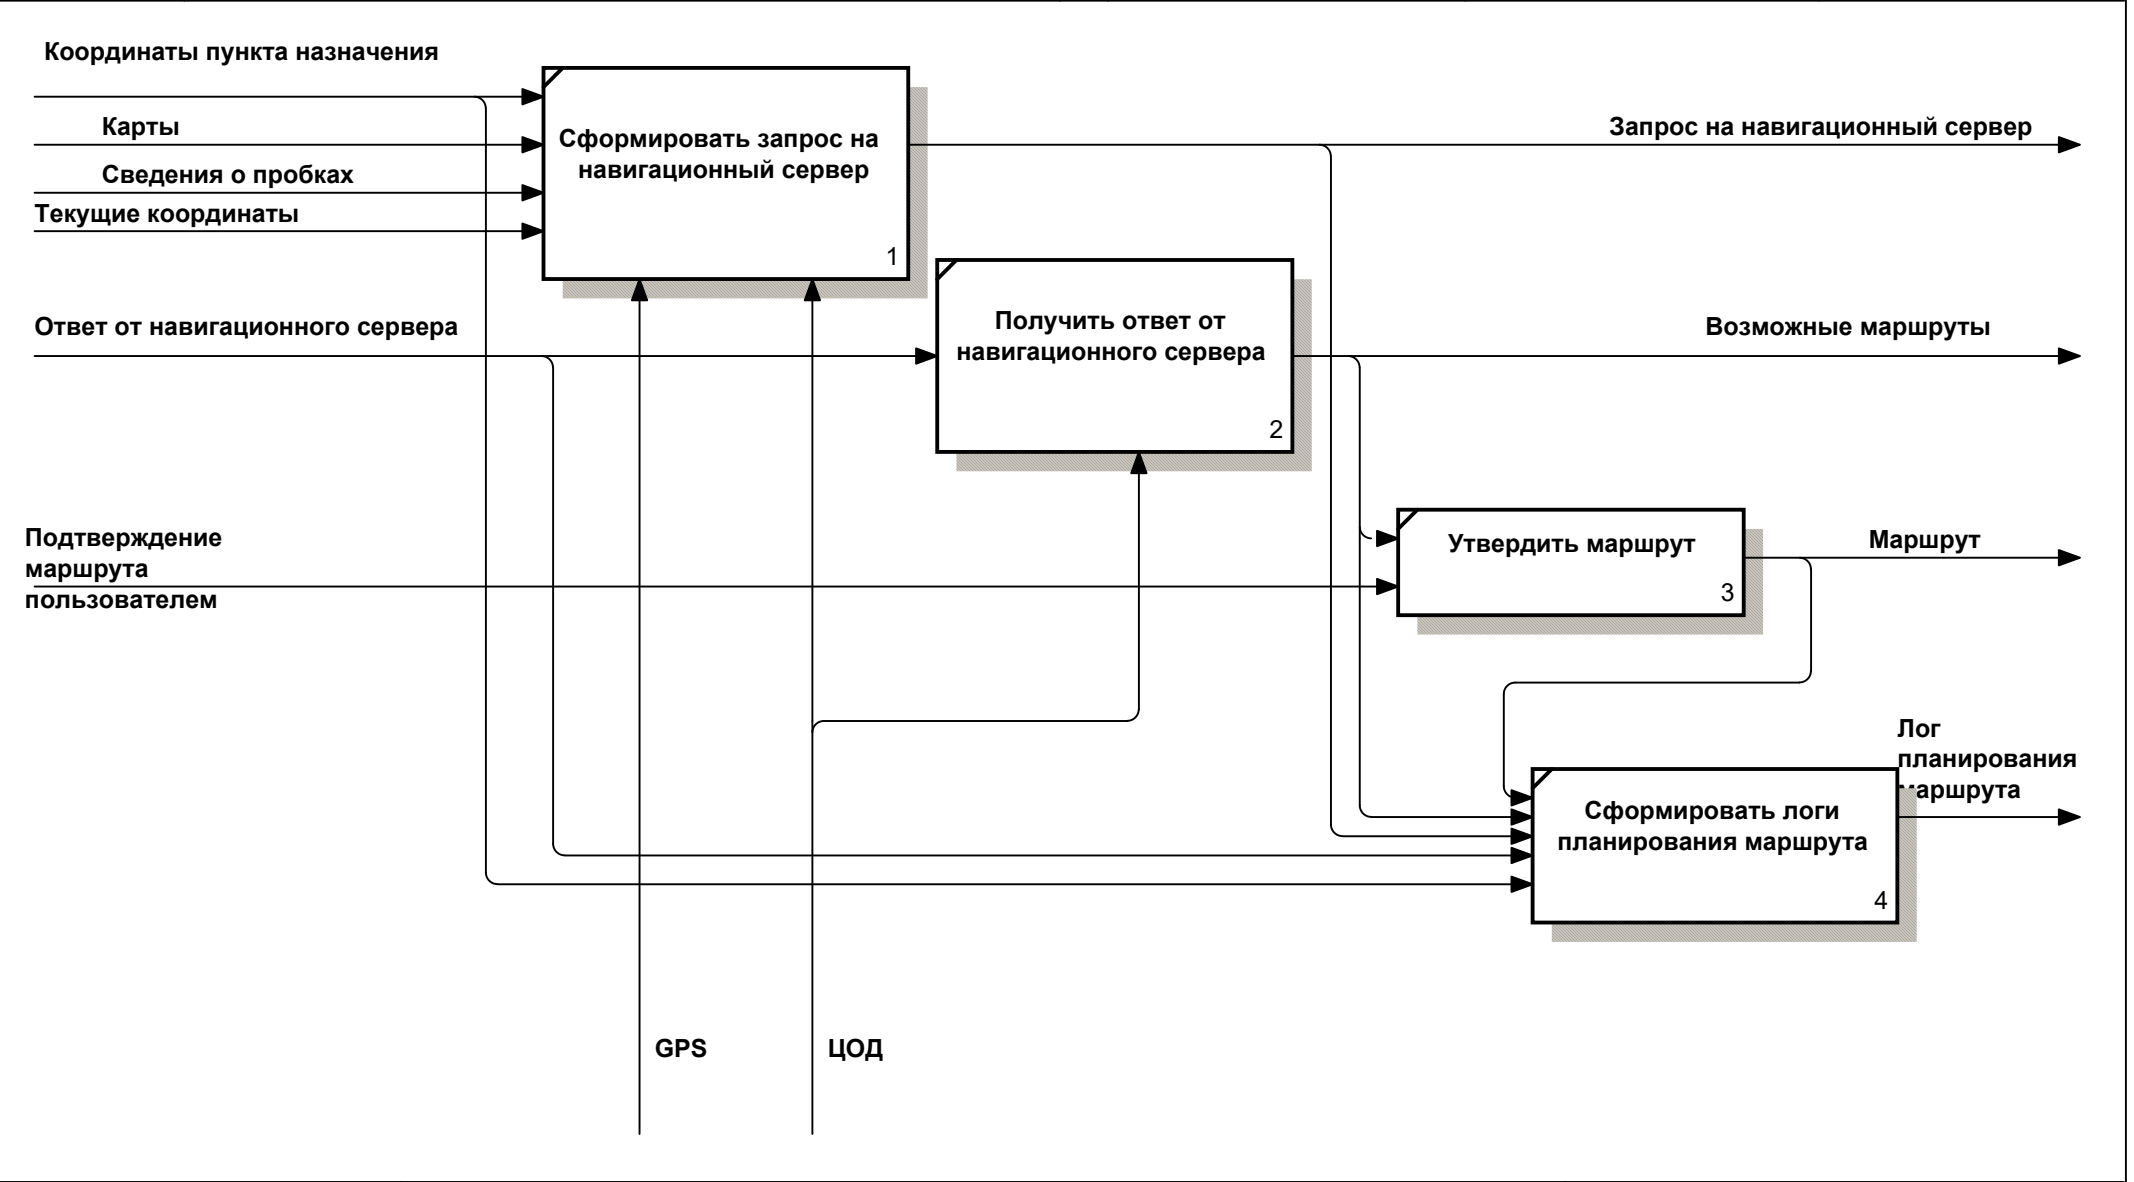 Координаты пункта назначения
Карты
Сведения о пробках
Текущие координаты
Сформировать запрос на
навигационный сервер
1
Запрос на навигационный сервер
Ответ от навигационного сервера
Получить ответ от
навигационного сервера
2
Возможные маршруты
Подтверждение
маршрута
пользователем
Утвердить маршрут
3
Маршрут
Лог
планирования
маршрута
Сформировать логи
планирования маршрута
4
GPS
ЦОД